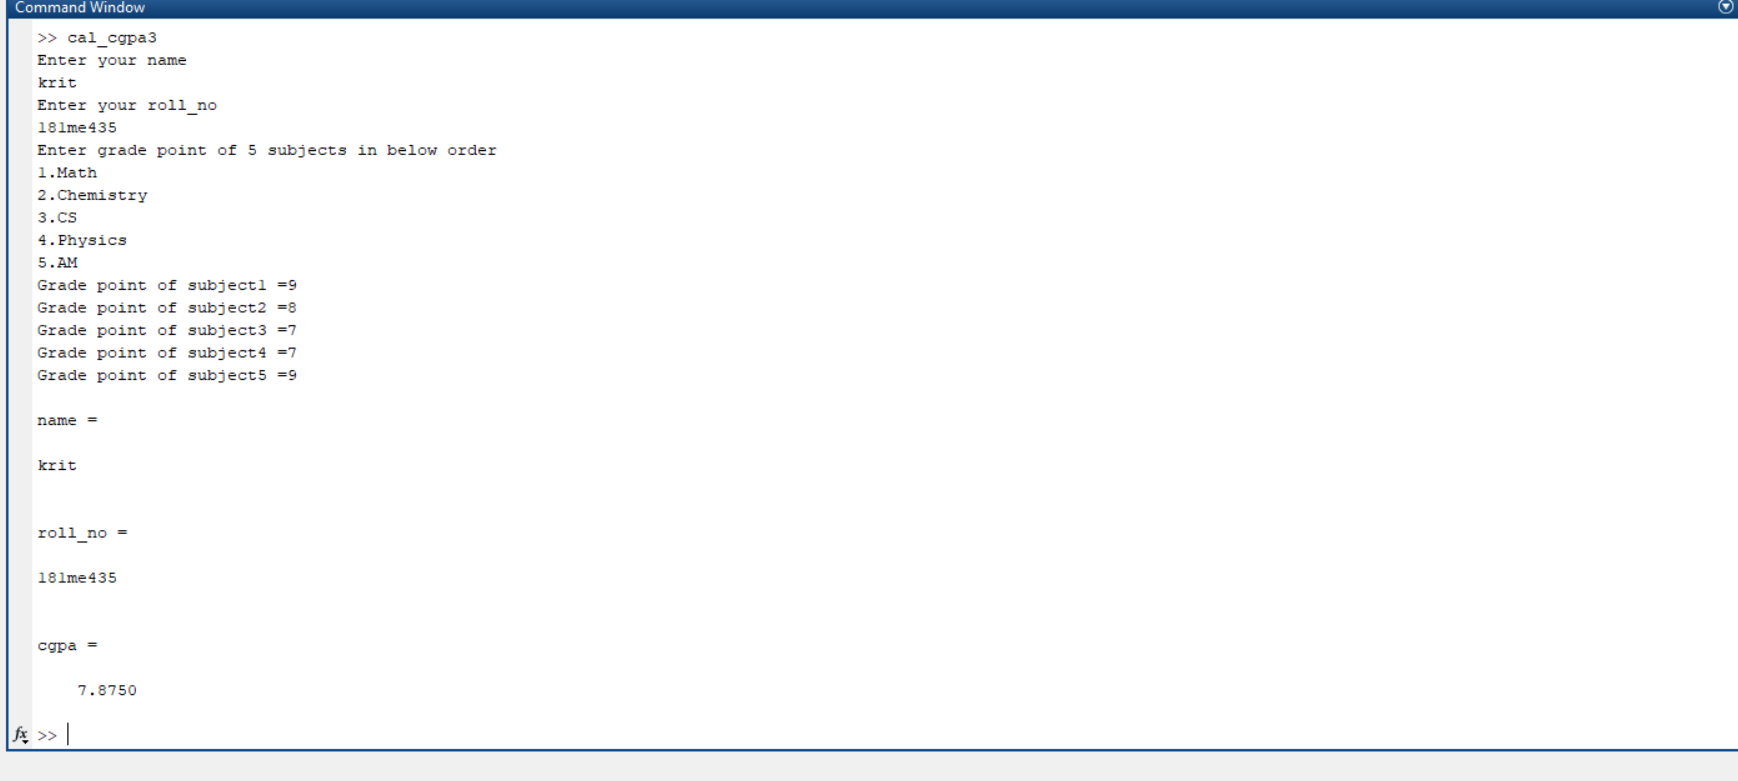 Command Window
>> cal_cgpa3
Enter your name
krit
Enter your roll_no
181me435
Enter grade point of 5 subjects in below order
1.Math
2.Chemistry
3.CS
4.Physics
5.AM
Grade point of subject1 =9
Grade point of subject2 =8
Grade point of subject3 =7
Grade point of subject4 =7
Grade point of subject5 =9
name =
krit
roll_no =
181me435
cgpa =
7.8750
fx >>